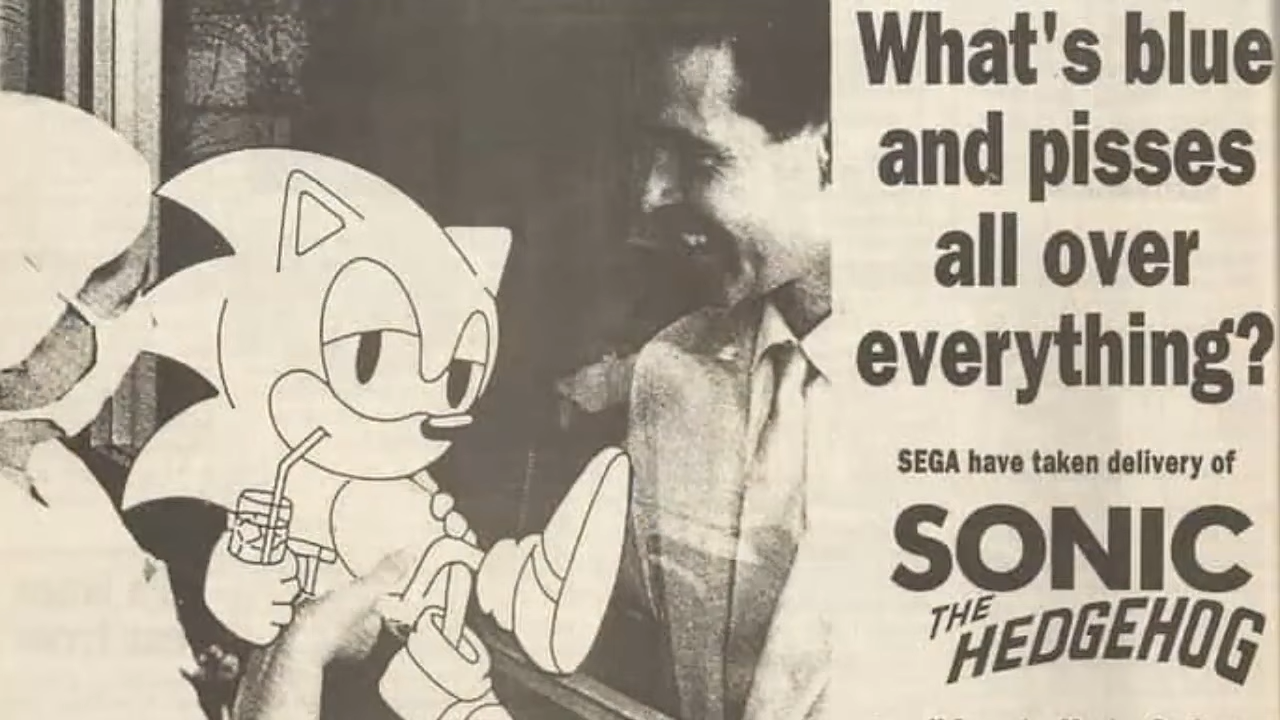 What's blue
and pisses
all over
everything?
SEGA have taken delivery of
SONIC
THE
HEDGEHOG